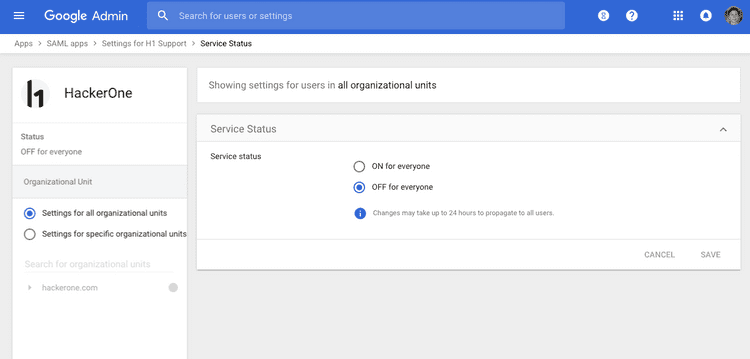 Google Admin
Search for users or settings
Apps > SAML apps > Settings for H1 Support > Service Status
HackerOne
Status
OFF for everyone
Organizational Unit
Settings for all organizational units
Settings for specific organizational units
Search for organizational units
hackerone.com
Showing settings for users in all organizational units
Service Status
Service status
ON for everyone
OFF for everyone
Changes may take up to 24 hours to propagate to all users.
CANCEL SAVE